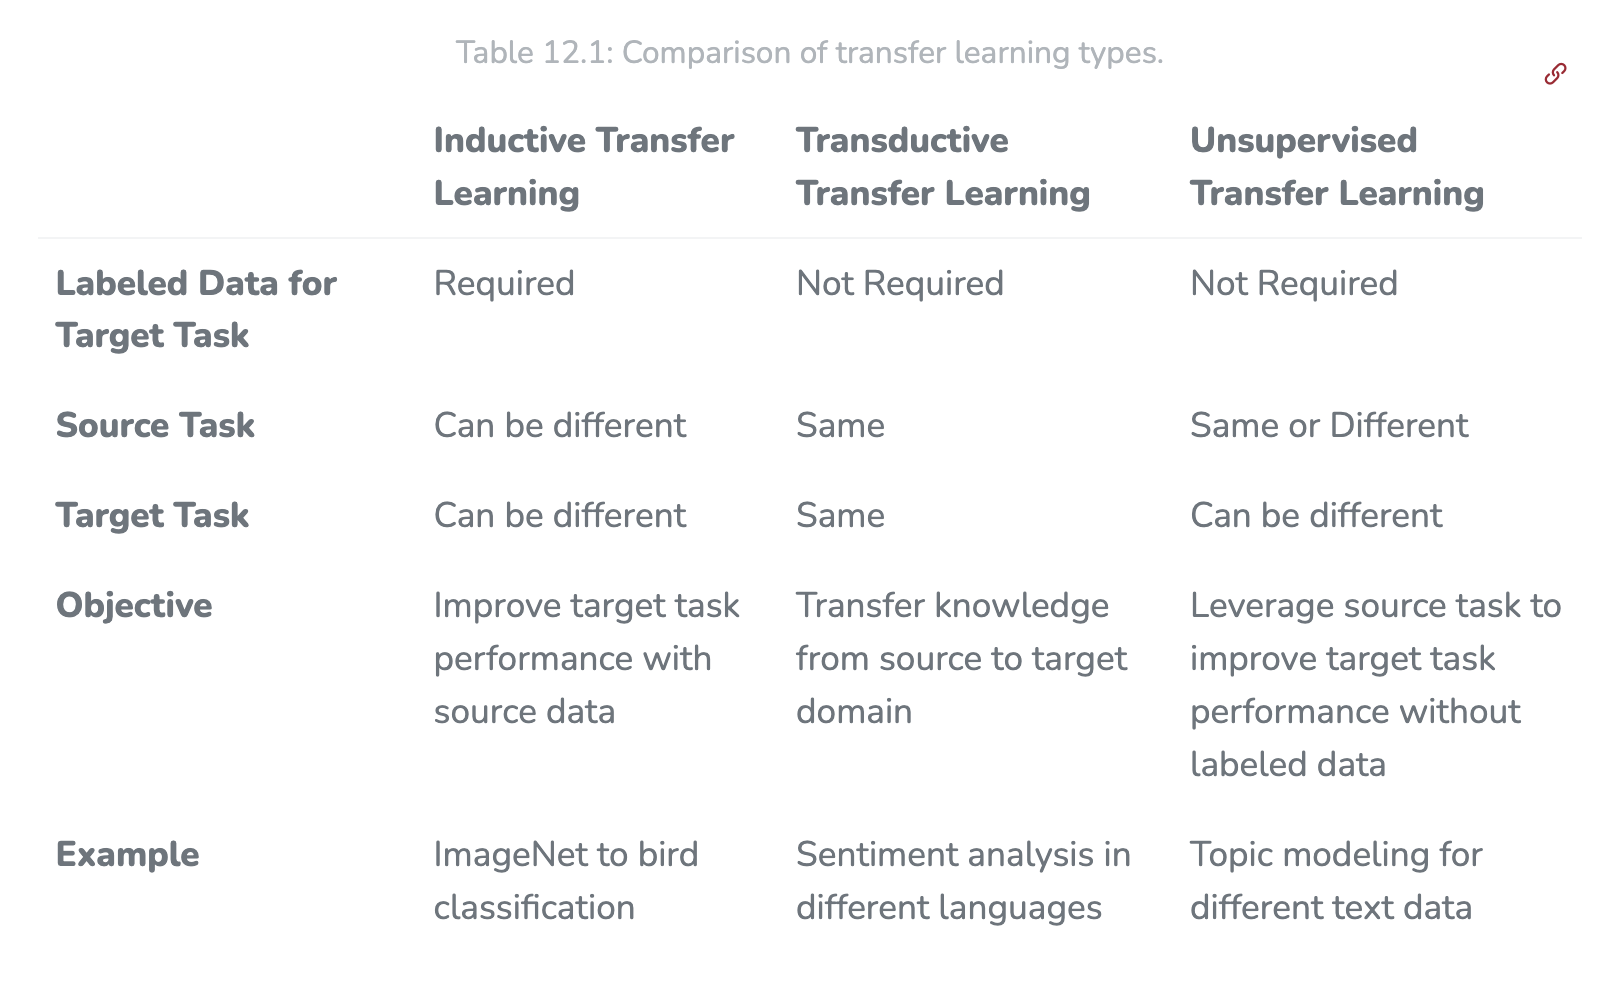 Table 12.1: Comparison of transfer learning types.
Inductive Transfer Learning
Transductive Transfer Learning
Unsupervised Transfer Learning
Labeled Data for Target Task
Required
Not Required
Not Required
Source Task
Can be different
Same
Same or Different
Target Task
Can be different
Same
Can be different
Objective
Improve target task performance with source data
Transfer knowledge from source to target domain
Leverage source task to improve target task performance without labeled data
Example
ImageNet to bird classification
Sentiment analysis in different languages
Topic modeling for different text data